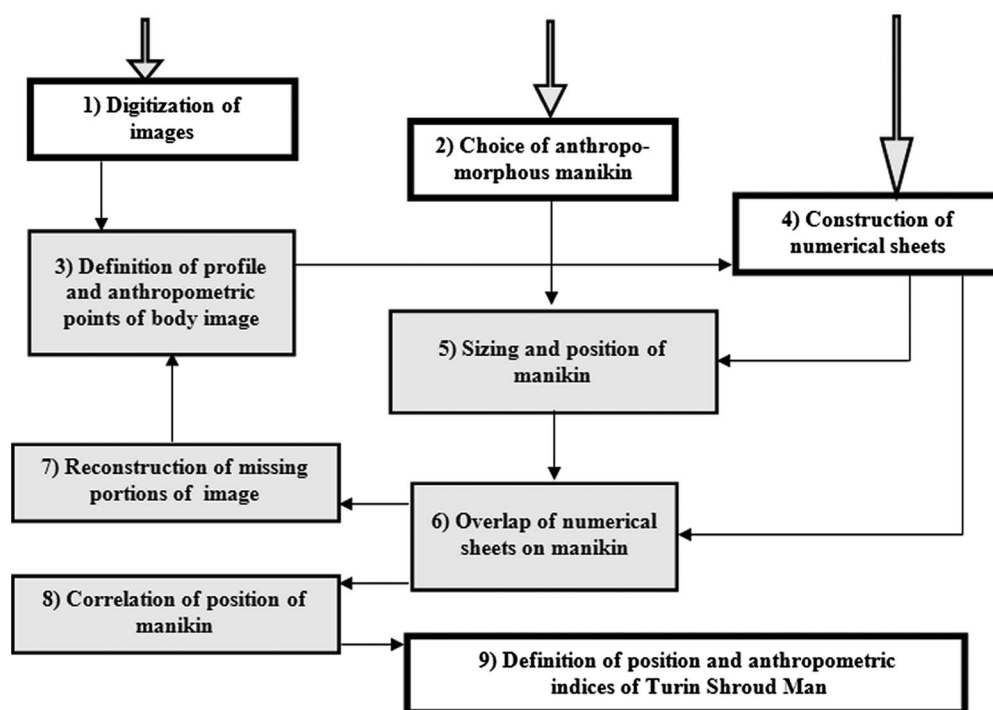 1) Digitization of
images
2) Choice of anthropo-
morphous manikin
3) Definition of profile
and anthropometric
points of body image
4) Construction of
numerical sheets
5) Sizing and position of
manikin
7) Reconstruction of missing
portions of image
6) Overlap of numerical
sheets on manikin
8) Correlation of position of
manikin
9) Definition of position and anthropometric
indices of Turin Shroud Man